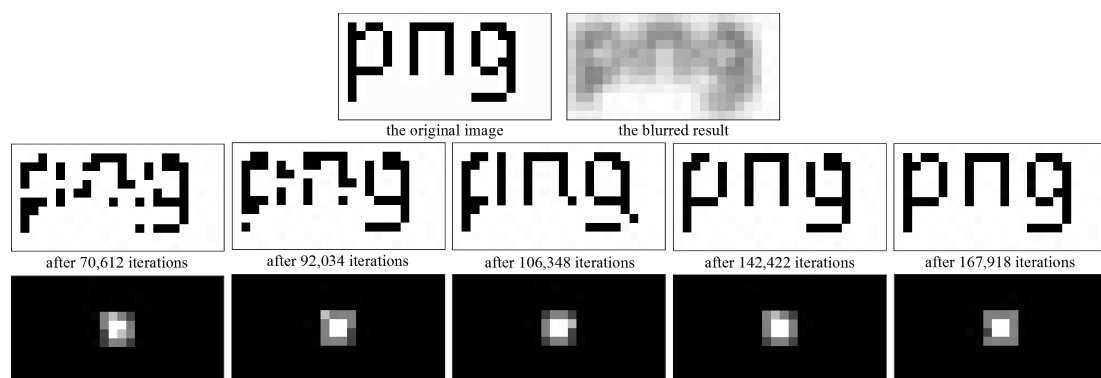 png
the original image the blurred result
after 70,612 iterations after 92,034 iterations after 106,348 iterations after 142,422 iterations after 167,918 iterations
png